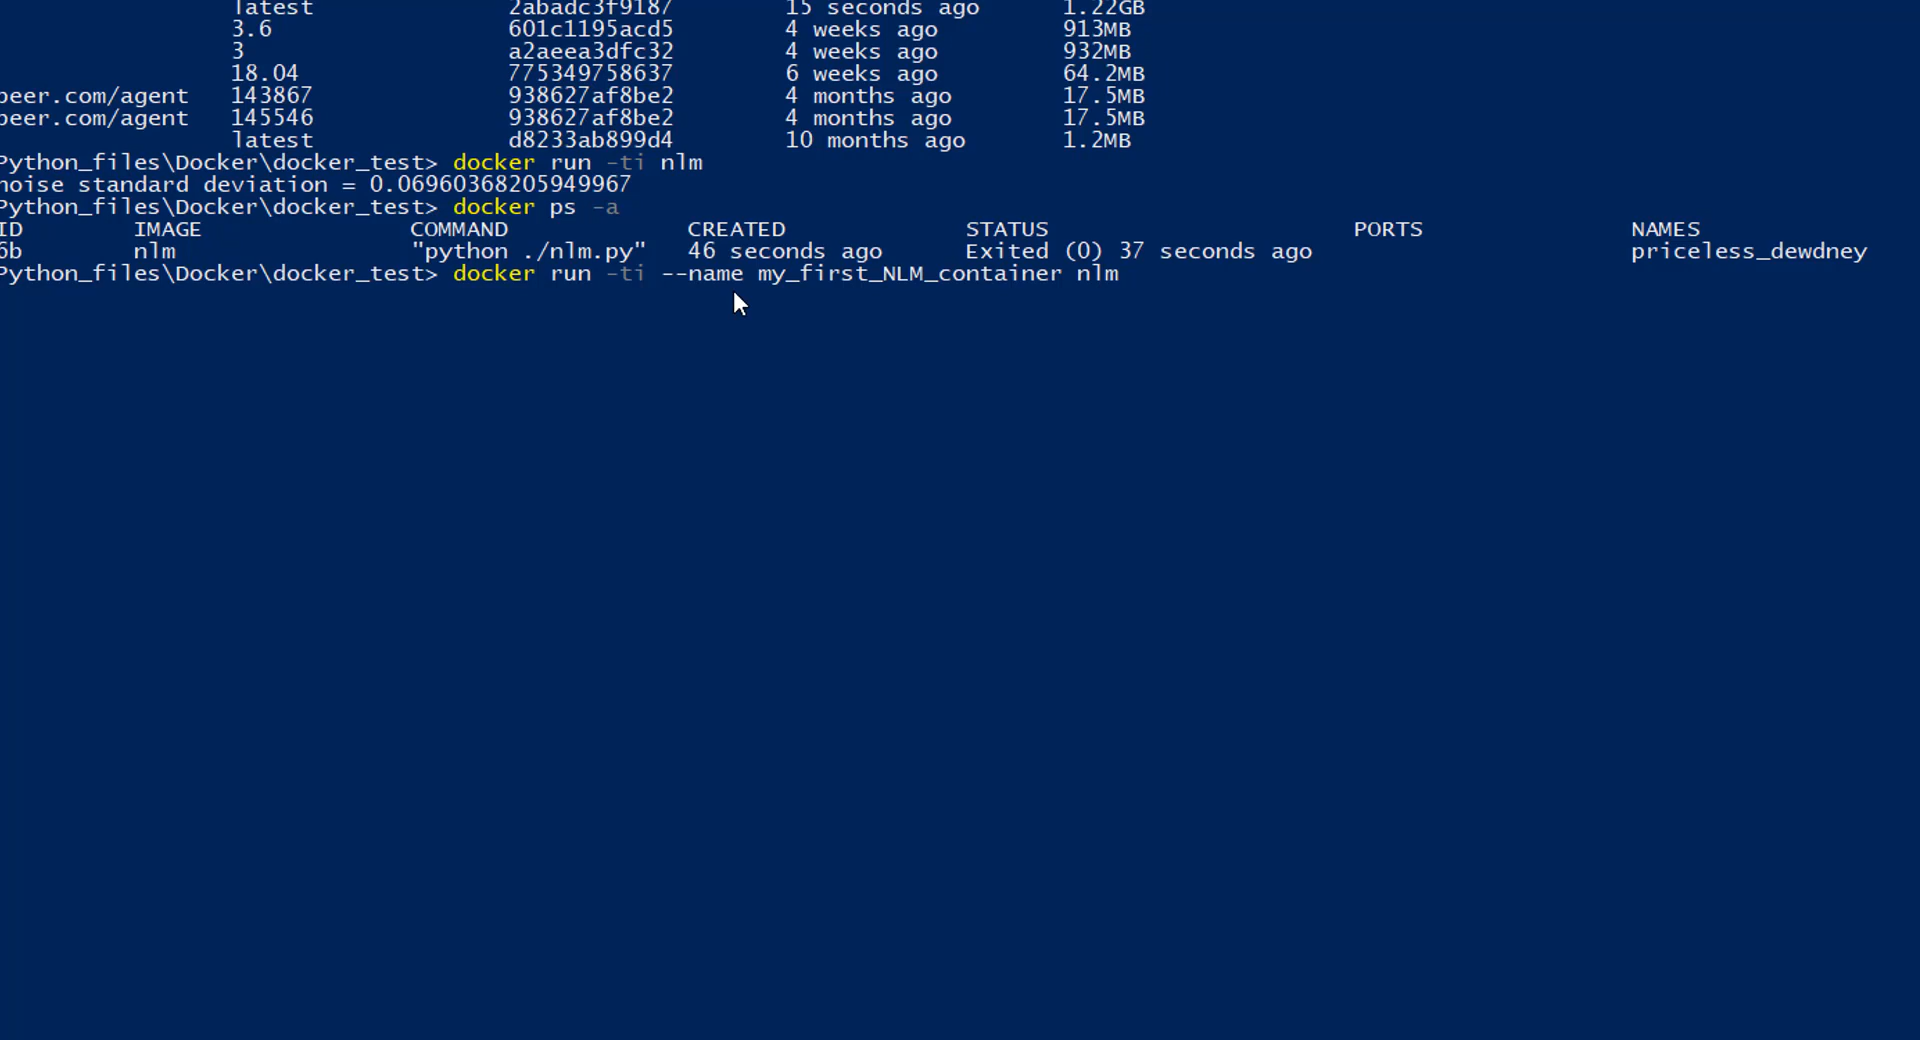 latest 2abadc3f9187 15 seconds ago 1.22GB
3.6 601c1195acd5 4 weeks ago 913MB
3 a2aeea3dfc32 4 weeks ago 932MB
18.04 775349758637 6 weeks ago 64.2MB
peer.com/agent 143867 938627af8be2 4 months ago 17.5MB
peer.com/agent 145546 938627af8be2 4 months ago 17.5MB
latest d8233ab899d4 10 months ago 1.2MB
Python_files\Docker\docker_test> docker run -ti nlm
noise standard deviation = 0.06960368205949967
Python_files\Docker\docker_test> docker ps -a
ID IMAGE COMMAND CREATED STATUS PORTS NAMES
6b nlm "python ./nlm.py" 46 seconds ago Exited (0) 37 seconds ago priceless_dewdney
Python_files\Docker\docker_test> docker run -ti --name my_first_NLM_container nlm